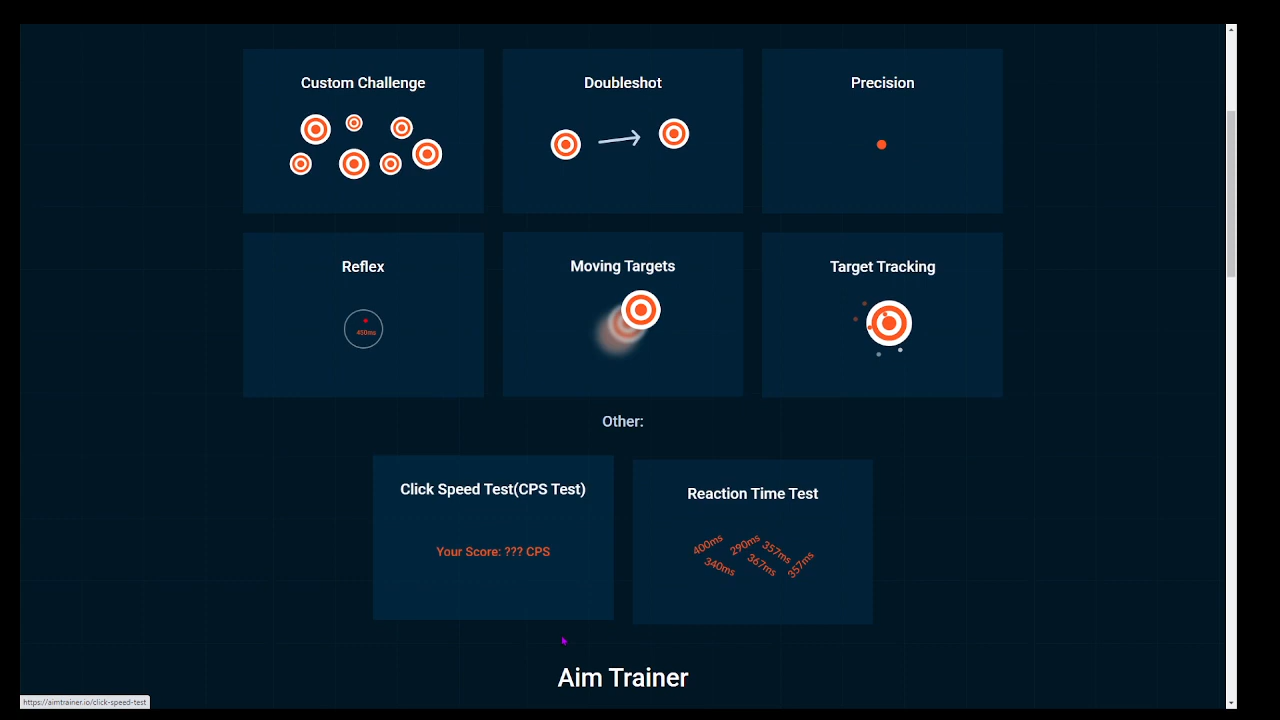 Custom Challenge
Doubleshot
Precision
Reflex
450ms
Moving Targets
Target Tracking
Other:
Click Speed Test(CPS Test)
Your Score: ??? CPS
Reaction Time Test
400ms
290ms
357ms
340ms
367ms
357ms
Aim Trainer
https://aimtrainer.io/click-speed-test